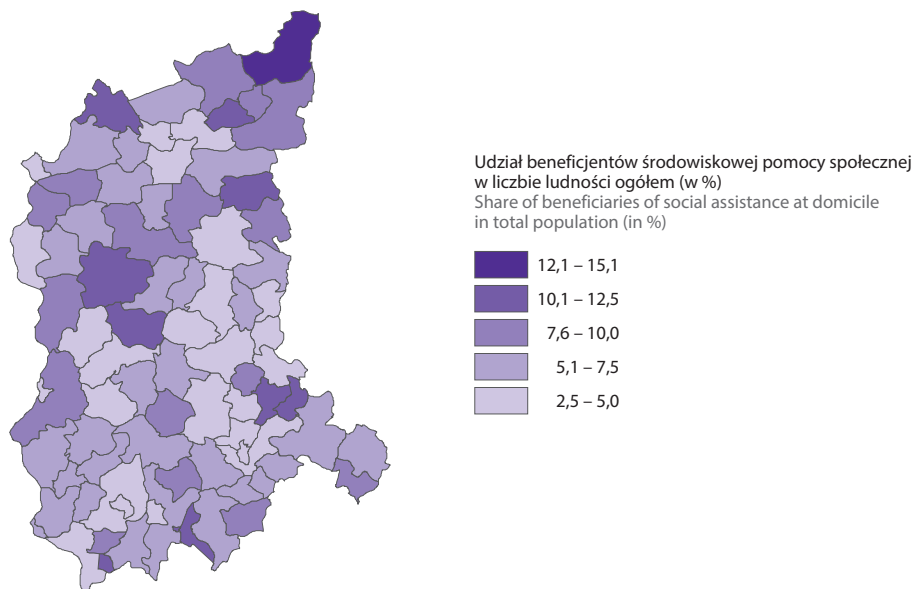 Udział beneficjentów środowiskowej pomocy społecznej
w liczbie ludności ogółem (w %)
Share of beneficiaries of social assistance at domicile
in total population (in %)
12,1 – 15,1
10,1 – 12,5
7,6 – 10,0
5,1 – 7,5
2,5 – 5,0